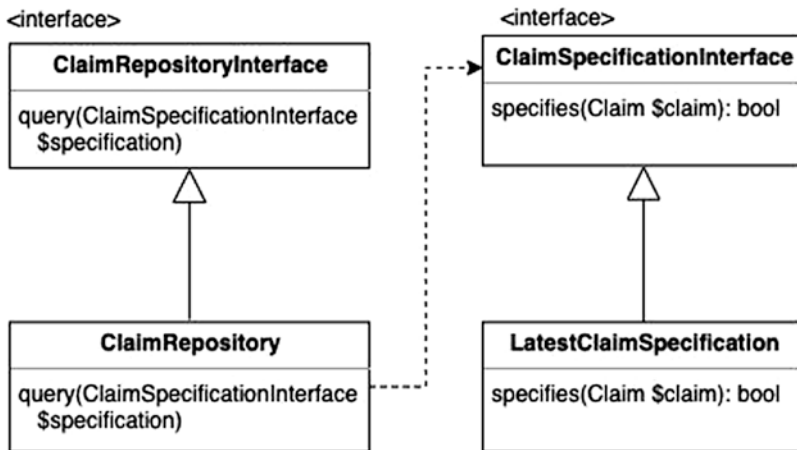 <interface>
ClaimRepositoryInterface
query(ClaimSpecificationInterface
$specification)
<interface>
ClaimSpecificationInterface
specifies(Claim $claim): bool
ClaimRepository
query(ClaimSpecificationInterface
$specification)
LatestClaimSpecification
specifies(Claim $claim): bool